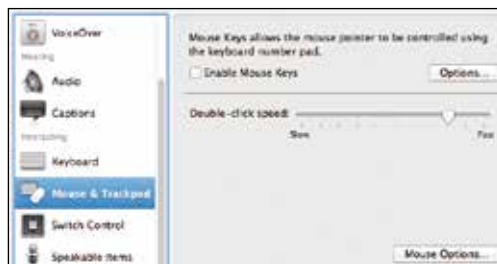 VoiceOver
Hearing
Audio
Captions
Interacting
Keyboard
Mouse & Trackpad
Switch Control
Speakable Items
Mouse Keys allows the mouse pointer to be controlled using
the keyboard number pad.
Enable Mouse Keys
Options...
Double-click speed:
Slow
Fast
Mouse Options...